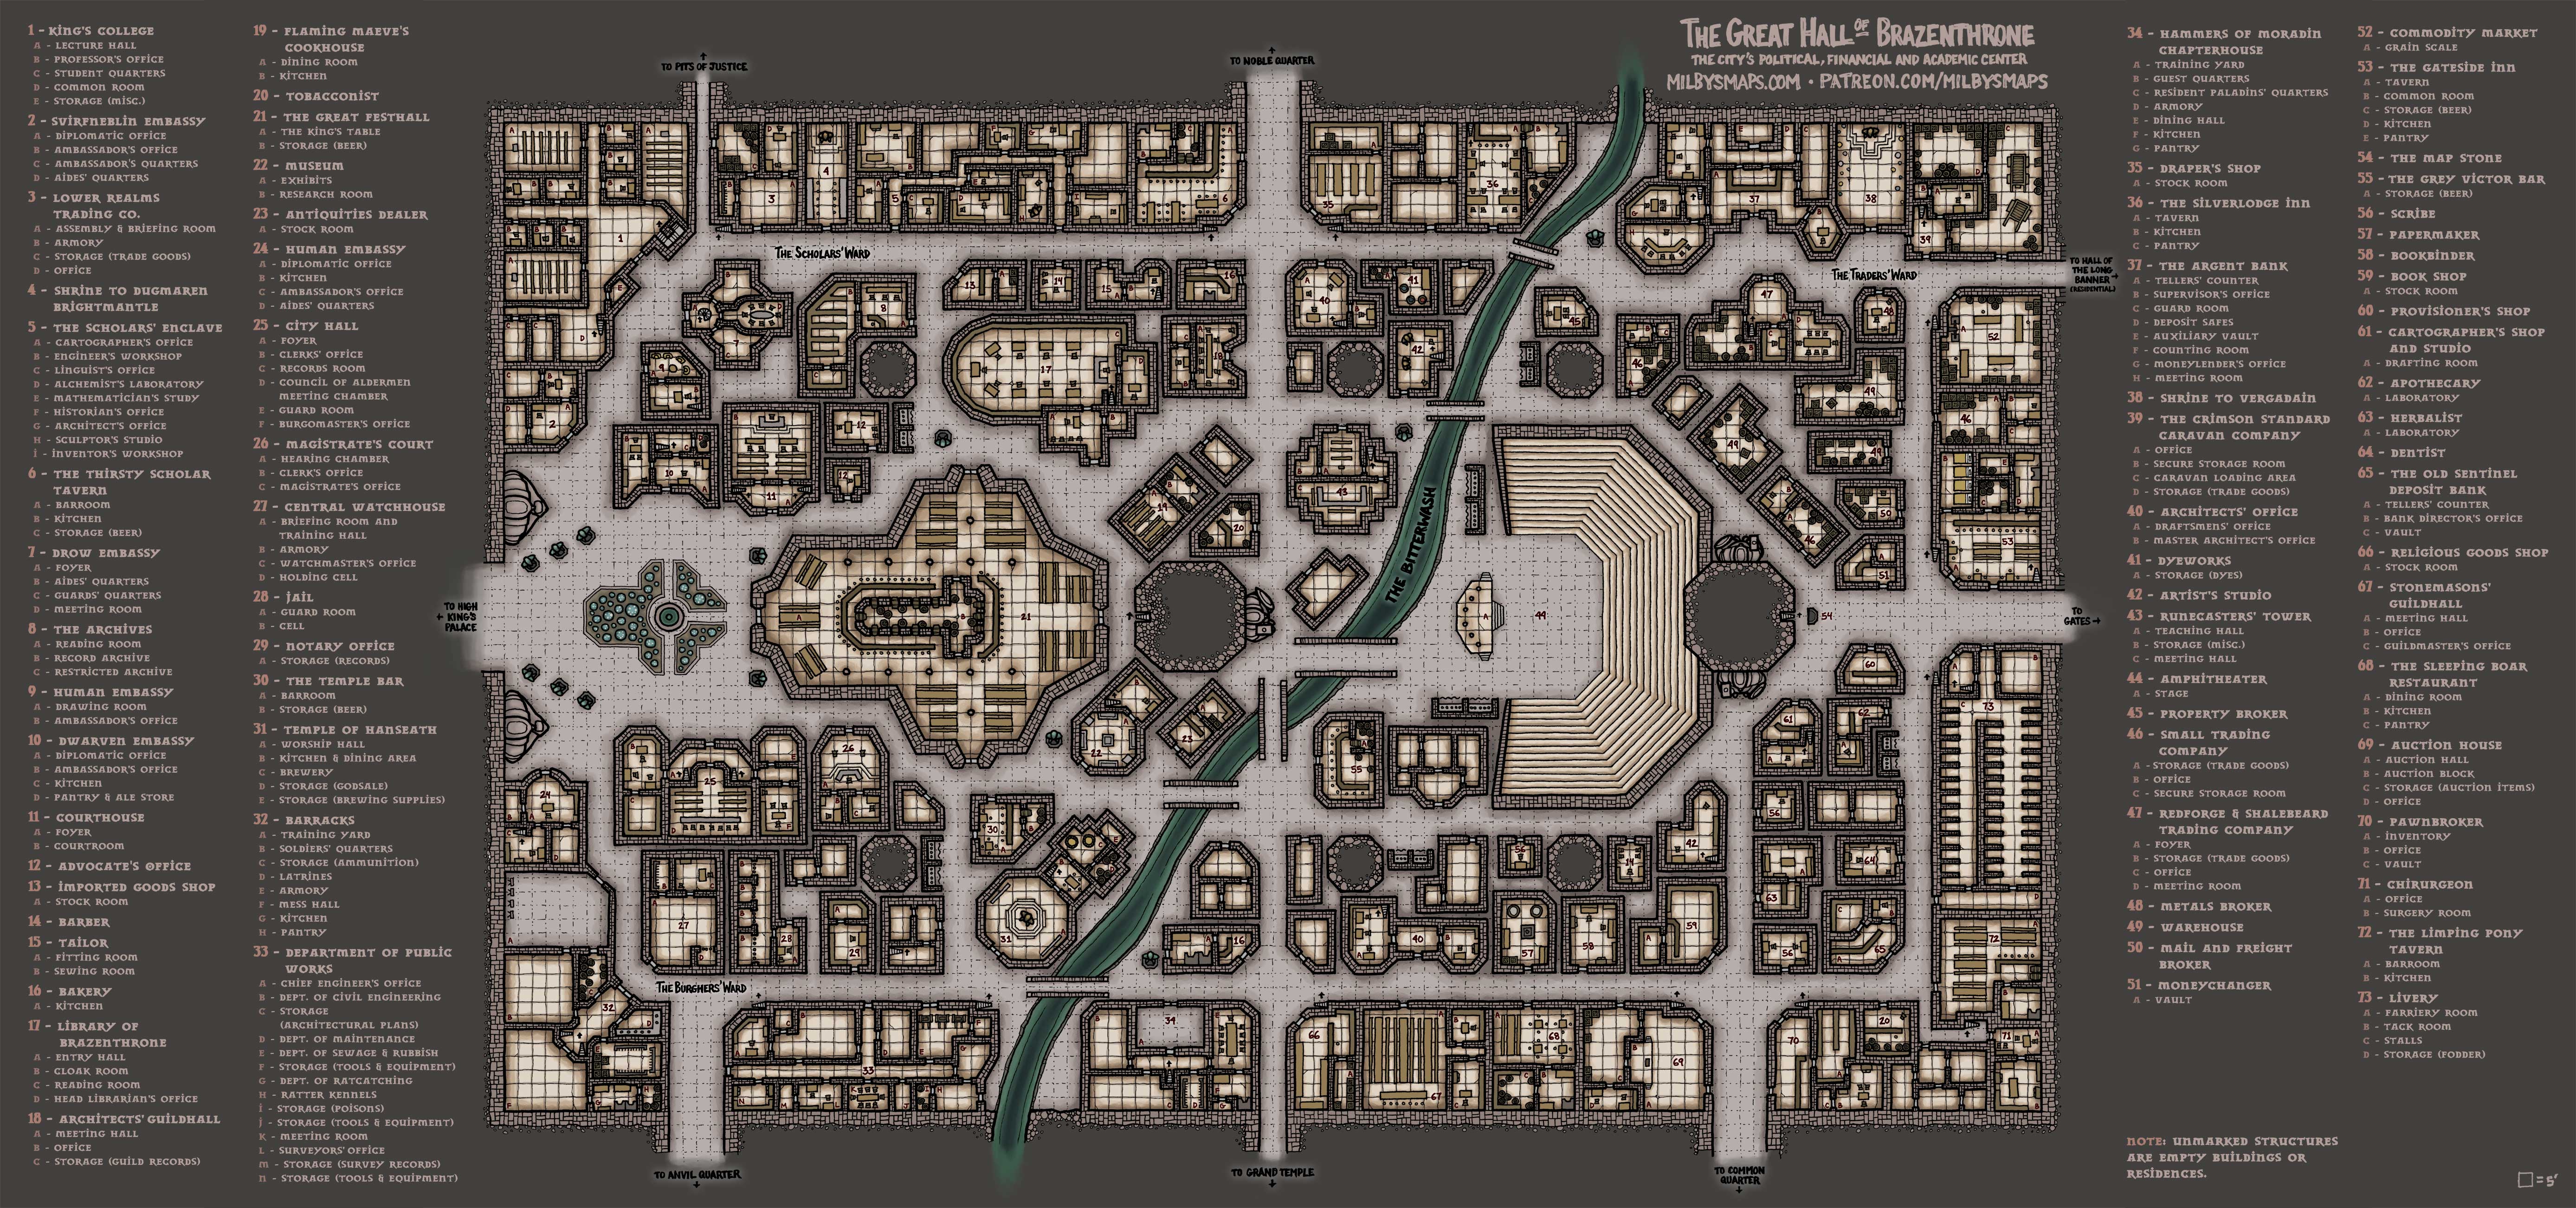 1 - King's College
A - Lecture Hall
B - Professor's Office
C - Student Quarters
D - Common Room
E - Storage (Misc.)
2 - Svirfneblin Embassy
A - Diplomatic Office
B - Ambassador's Office
C - Ambassador's Quarters
D - Aides' Quarters
3 - Lower Realms
Trading Co.
A - Assembly & Briefing Room
B - Armory
C - Storage (Trade Goods)
D - Office
4 - Shrine to Dugmaren
Brightmantle
5 - The Scholars' Enclave
A - Cartographer's Office
B - Engineer's Workshop
C - Linguist's Office
D - Alchemist's Laboratory
E - Mathematician's Study
F - Historian's Office
G - Architect's Office
H - Sculptor's Studio
I - Inventor's Workshop
6 - The Thirsty Scholar
Tavern
A - Barroom
B - Kitchen
C - Storage (Beer)
7 - Drow Embassy
A - Foyer
B - Aides' Quarters
C - Guards' Quarters
D - Meeting Room
8 - The Archives
A - Reading Room
B - Record Archive
C - Restricted Archive
9 - Human Embassy
A - Drawing Room
B - Ambassador's Office
10 - Dwarven Embassy
A - Diplomatic Office
B - Ambassador's Office
C - Kitchen
D - Pantry & Ale Store
11 - Courthouse
A - Foyer
B - Courtroom
12 - Advocate's Office
13 - Imported Goods Shop
A - Stock Room
14 - Barber
15 - Tailor
A - Fitting Room
B - Sewing Room
16 - Bakery
A - Kitchen
17 - Library of
Brazenthrone
A - Entry Hall
B - Cloak Room
C - Reading Room
D - Head Librarian's Office
18 - Architects' Guildhall
A - Meeting Hall
B - Office
C - Storage (Guild Records)
19 - Flaming Maeve's
Cookhouse
A - Dining Room
B - Kitchen
20 - Tobacconist
21 - The Great Festhall
A - The King's Table
B - Storage (Beer)
22 - Museum
A - Exhibits
B - Research Room
23 - Antiquities Dealer
A - Stock Room
24 - Human Embassy
A - Diplomatic Office
B - Kitchen
C - Ambassador's Office
D - Aides' Quarters
25 - City Hall
A - Foyer
B - Clerks' Office
C - Records Room
D - Council of Aldermen
Meeting Chamber
E - Guard Room
F - Burgomaster's Office
26 - Magistrate's Court
A - Hearing Chamber
B - Clerk's Office
C - Magistrate's Office
27 - Central Watchhouse
A - Briefing Room and
Training Hall
B - Armory
C - Watchmaster's Office
D - Holding Cell
28 - Jail
A - Guard Room
B - Cell
29 - Notary Office
A - Storage (Records)
30 - The Temple Bar
A - Barroom
B - Storage (Beer)
31 - Temple of Hanseath
A - Worship Hall
B - Kitchen & Dining Area
C - Brewery
D - Storage (Godsale)
E - Storage (Brewing Supplies)
32 - Barracks
A - Training Yard
B - Soldiers' Quarters
C - Storage (Ammunition)
D - Latrines
E - Armory
F - Mess Hall
G - Kitchen
H - Pantry
33 - Department of Public
Works
A - Chief Engineer's Office
B - Dept. of Civil Engineering
C - Storage
(Architectural Plans)
D - Dept. of Maintenance
E - Dept. of Sewage & Rubbish
F - Storage (Tools & Equipment)
G - Dept. of Ratcatching
H - Ratter Kennels
I - Storage (Poisons)
J - Storage (Tools & Equipment)
K - Meeting Room
L - Surveyors' Office
M - Storage (Survey Records)
N - Storage (Tools & Equipment)
The Great Hall of Brazenthrone
The City's Political, Financial and Academic Center
milbysmaps.com • patreon.com/milbysmaps
To Pits of Justice
To Noble Quarter
The Scholars' Ward
The Traders' Ward
To Hall of
the Long
Banner
(Residential)
The Bitterwash
To High
King's
Palace
To
Gates
The Burghers' Ward
To Anvil Quarter
To Grand Temple
To Common
Quarter
34 - Hammers of Moradin
Chapterhouse
A - Training Yard
B - Guest Quarters
C - Resident Paladins' Quarters
D - Armory
E - Dining Hall
F - Kitchen
G - Pantry
35 - Draper's Shop
A - Stock Room
36 - The Silverlodge Inn
A - Tavern
B - Kitchen
C - Pantry
37 - The Argent Bank
A - Tellers' Counter
B - Supervisor's Office
C - Guard Room
D - Deposit Safes
E - Auxiliary Vault
F - Counting Room
G - Moneylender's Office
H - Meeting Room
38 - Shrine to Vergadain
39 - The Crimson Standard
Caravan Company
A - Office
B - Secure Storage Room
C - Caravan Loading Area
D - Storage (Trade Goods)
40 - Architects' Office
A - Draftsmens' Office
B - Master Architect's Office
41 - Dyeworks
A - Storage (Dyes)
42 - Artist's Studio
43 - Runecasters' Tower
A - Teaching Hall
B - Storage (Misc.)
C - Meeting Hall
44 - Amphitheater
A - Stage
45 - Property Broker
46 - Small Trading
Company
A - Storage (Trade Goods)
B - Office
C - Secure Storage Room
47 - Redforge & Shalebeard
Trading Company
A - Foyer
B - Storage (Trade Goods)
C - Office
D - Meeting Room
48 - Metals Broker
49 - Warehouse
50 - Mail and Freight
Broker
51 - Moneychanger
A - Vault
52 - Commodity Market
A - Grain Scale
53 - The Gateside Inn
A - Tavern
B - Common Room
C - Storage (Beer)
D - Kitchen
E - Pantry
54 - The Map Stone
55 - The Grey Victor Bar
A - Storage (Beer)
56 - Scribe
57 - Papermaker
58 - Bookbinder
59 - Book Shop
A - Stock Room
60 - Provisioner's Shop
61 - Cartographer's Shop
and Studio
A - Drafting Room
62 - Apothecary
A - Laboratory
63 - Herbalist
A - Laboratory
64 - Dentist
65 - The Old Sentinel
Deposit Bank
A - Tellers' Counter
B - Bank Director's Office
C - Vault
66 - Religious Goods Shop
A - Stock Room
67 - Stonemasons'
Guildhall
A - Meeting Hall
B - Office
C - Guildmaster's Office
68 - The Sleeping Boar
Restaurant
A - Dining Room
B - Kitchen
C - Pantry
69 - Auction House
A - Auction Hall
B - Auction Block
C - Storage (Auction Items)
D - Office
70 - Pawnbroker
A - Inventory
B - Office
C - Vault
71 - Chirurgeon
A - Office
B - Surgery Room
72 - The Limping Pony
Tavern
A - Barroom
B - Kitchen
73 - Livery
A - Farriery Room
B - Tack Room
C - Stalls
D - Storage (Fodder)
Note: Unmarked structures
are empty buildings or
residences.
= 5'